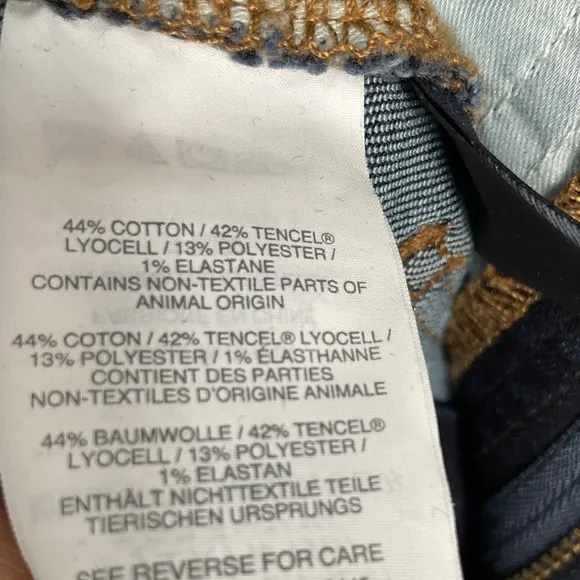 44% COTTON / 42% TENCEL®
LYOCELL / 13% POLYESTER /
1% ELASTANE
CONTAINS NON-TEXTILE PARTS OF
ANIMAL ORIGIN
44% COTTON / 42% TENCEL® LYOCELL /
13% POLYESTER / 1% ÉLASTHANNE
CONTIENT DES PARTIES
NON-TEXTILES D'ORIGINE ANIMALE
44% BAUMWOLLE / 42% TENCEL®
LYOCELL / 13% POLYESTER /
1% ELASTAN
ENTHÄLT NICHTTEXTILE TEILE
TIERISCHEN URSPRUNGS
SEE REVERSE FOR CARE